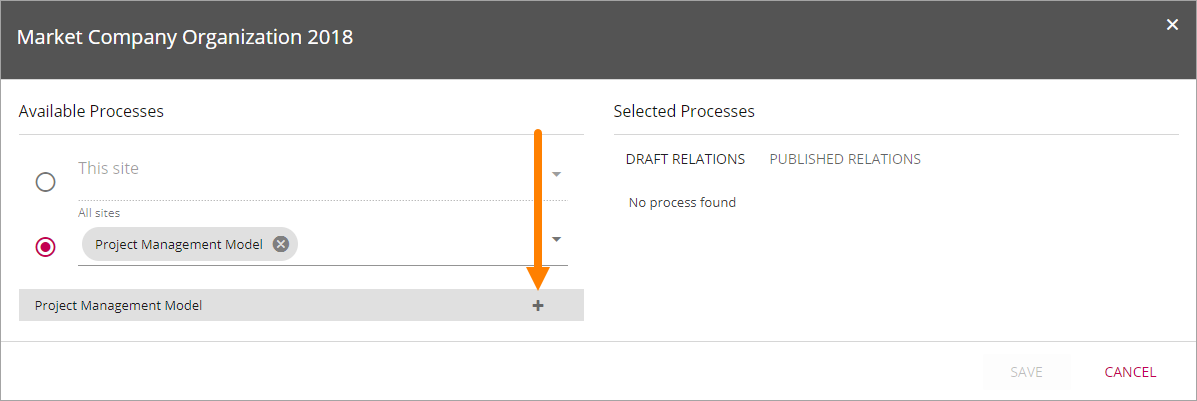 Market Company Organization 2018
Available Processes
This site
All sites
Project Management Model
Project Management Model
Selected Processes
DRAFT RELATIONS PUBLISHED RELATIONS
No process found
SAVE CANCEL